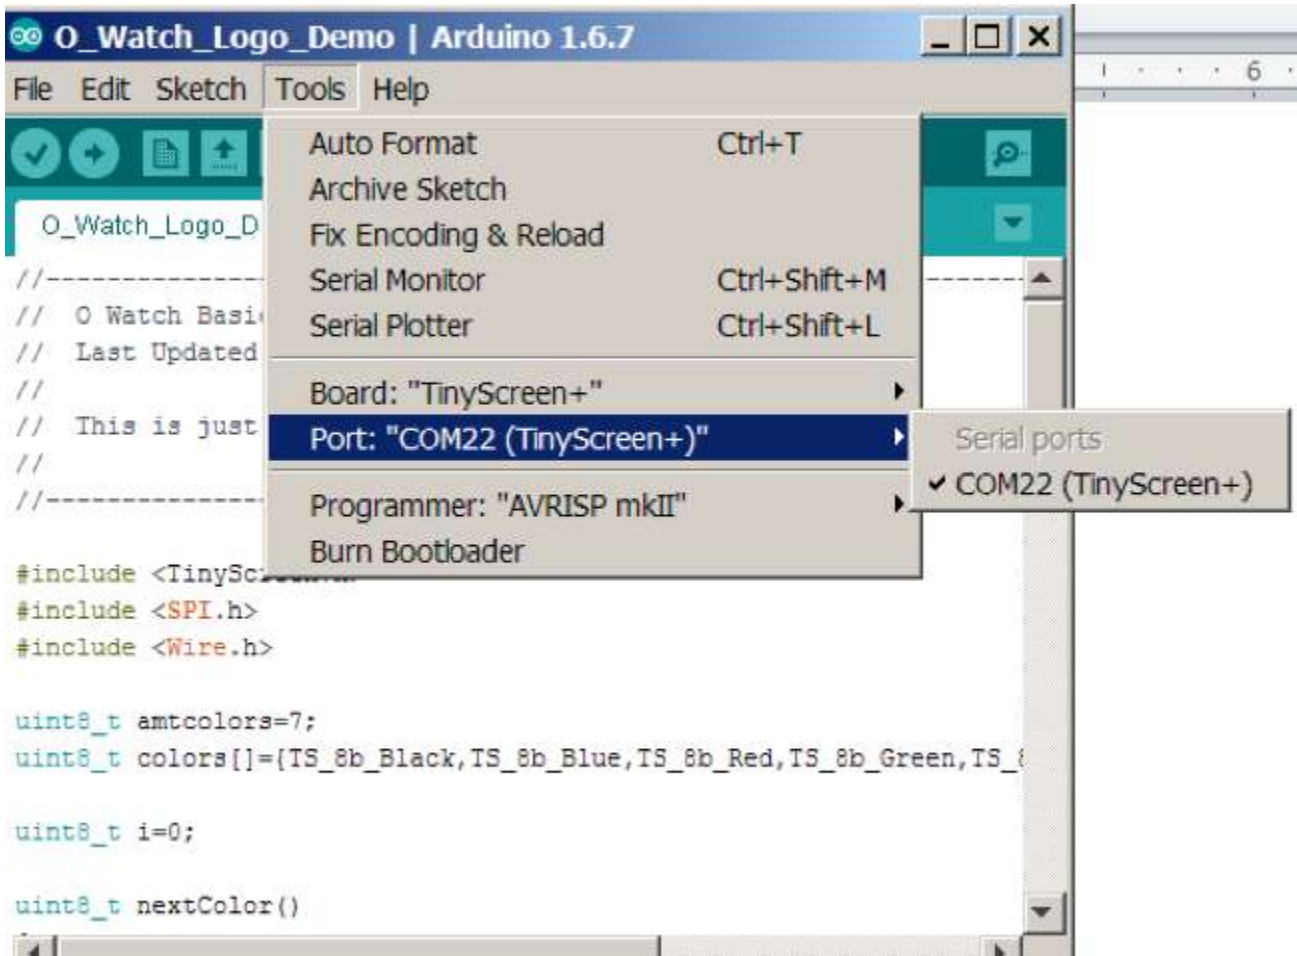 O_Watch_Logo_Demo | Arduino 1.6.7
File Edit Sketch Tools Help
6
Auto Format Ctrl+T
Archive Sketch
Fix Encoding & Reload
Serial Monitor Ctrl+Shift+M
Serial Plotter Ctrl+Shift+L
Board: "TinyScreen+"
Port: "COM22 (TinyScreen+)"
Programmer: "AVRISP mkII"
Burn Bootloader
Serial ports
COM22 (TinyScreen+)
O_Watch_Logo_D
//--------------
// O Watch Basi
// Last Updated
//
// This is just
//
//--------------
#include <TinySc
#include <SPI.h>
#include <Wire.h>
uint8_t amtcolors=7;
uint8_t colors[]={TS_8b_Black,TS_8b_Blue,TS_8b_Red,TS_8b_Green,TS_
uint8_t i=0;
uint8_t nextColor()